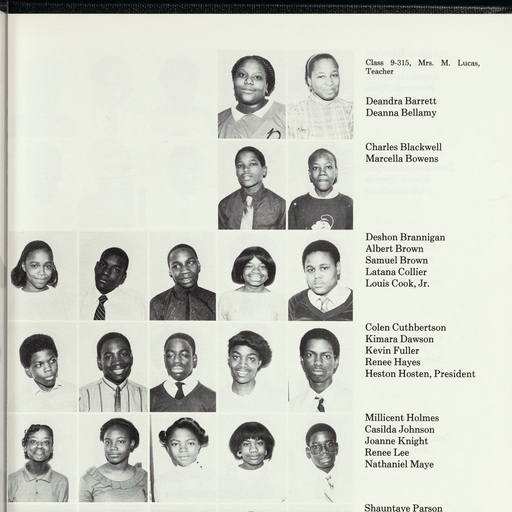 Class 9-315, Mrs. M. Lucas,
Teacher
Deandra Barrett
Deanna Bellamy
Charles Blackwell
Marcella Bowens
Deshon Brannigan
Albert Brown
Samuel Brown
Latana Collier
Louis Cook, Jr.
Colen Cuthbertson
Kimara Dawson
Kevin Fuller
Renee Hayes
Heston Hosten, President
Millicent Holmes
Casilda Johnson
Joanne Knight
Renee Lee
Nathaniel Maye
Shauntaye Parson